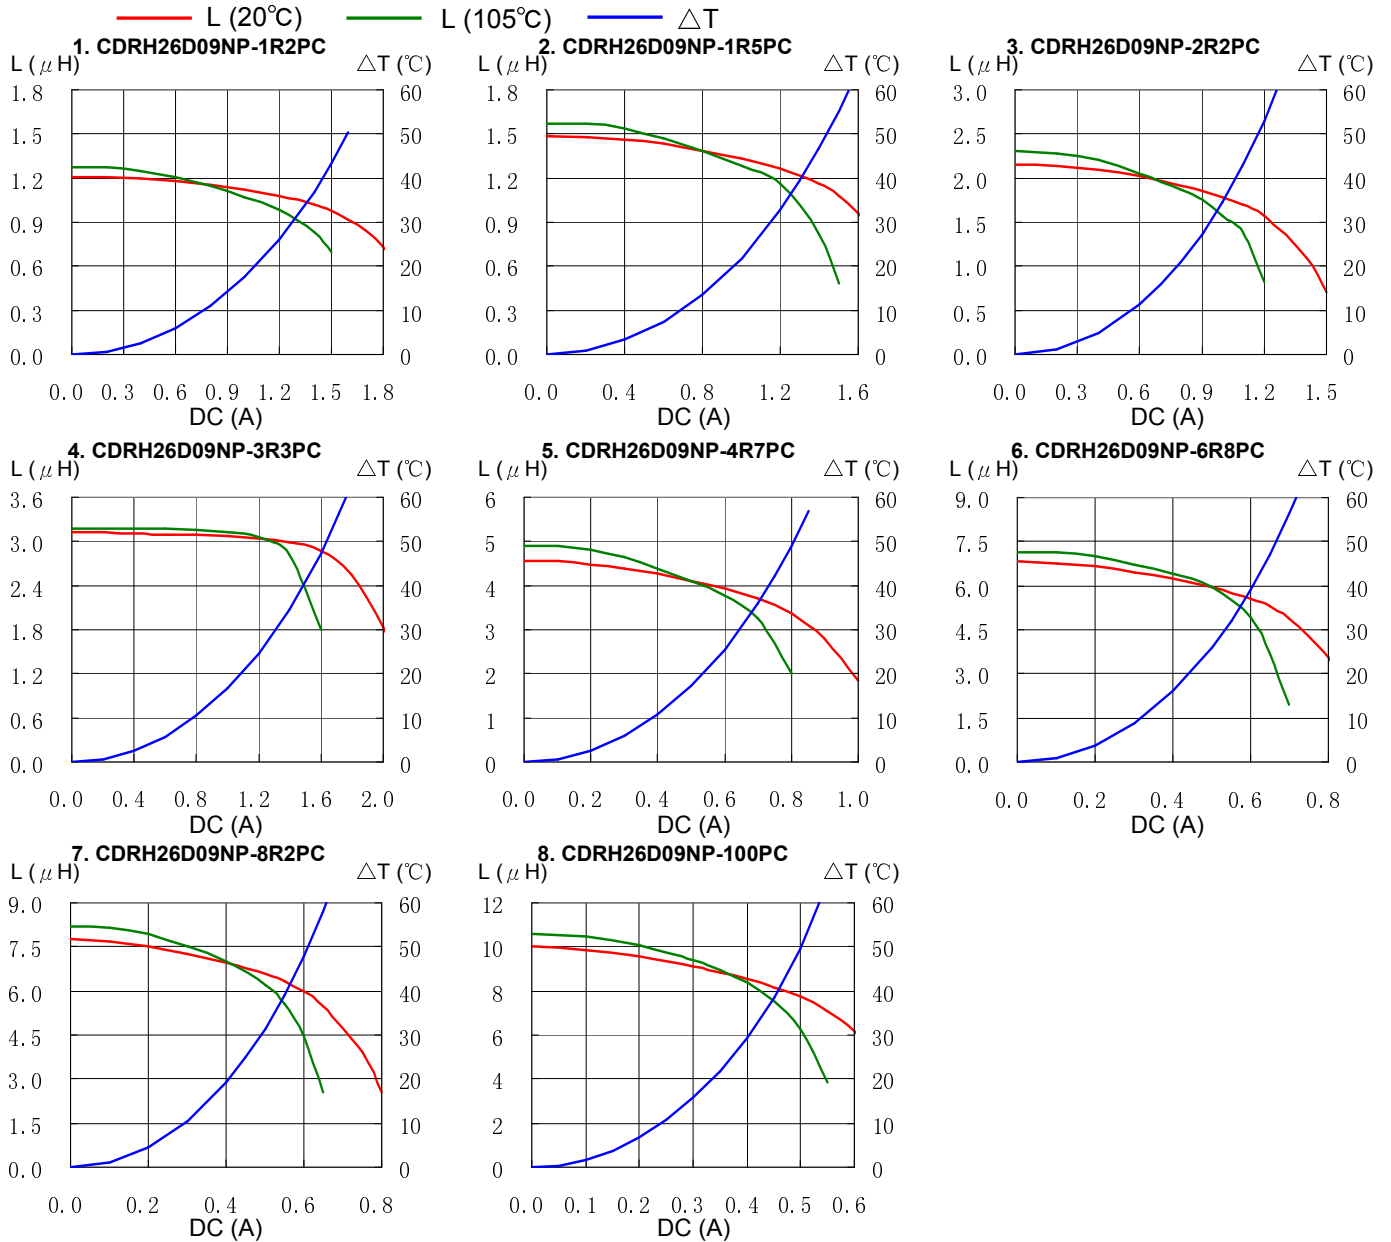 L (20℃) L (105℃) △T
1. CDRH26D09NP-1R2PC
L (μH) △T (℃)
1.8 60
1.5 50
1.2 40
0.9 30
0.6 20
0.3 10
0.0 0
0.0 0.3 0.6 0.9 1.2 1.5 1.8
DC (A)
2. CDRH26D09NP-1R5PC
L (μH) △T (℃)
1.8 60
1.5 50
1.2 40
0.9 30
0.6 20
0.3 10
0.0 0
0.0 0.4 0.8 1.2 1.6
DC (A)
3. CDRH26D09NP-2R2PC
L (μH) △T (℃)
3.0 60
2.5 50
2.0 40
1.5 30
1.0 20
0.5 10
0.0 0
0.0 0.3 0.6 0.9 1.2 1.5
DC (A)
4. CDRH26D09NP-3R3PC
L (μH) △T (℃)
3.6 60
3.0 50
2.4 40
1.8 30
1.2 20
0.6 10
0.0 0
0.0 0.4 0.8 1.2 1.6 2.0
DC (A)
5. CDRH26D09NP-4R7PC
L (μH) △T (℃)
6 60
5 50
4 40
3 30
2 20
1 10
0 0
0.0 0.2 0.4 0.6 0.8 1.0
DC (A)
6. CDRH26D09NP-6R8PC
L (μH) △T (℃)
9.0 60
7.5 50
6.0 40
4.5 30
3.0 20
1.5 10
0.0 0
0.0 0.2 0.4 0.6 0.8
DC (A)
7. CDRH26D09NP-8R2PC
L (μH) △T (℃)
9.0 60
7.5 50
6.0 40
4.5 30
3.0 20
1.5 10
0.0 0
0.0 0.2 0.4 0.6 0.8
DC (A)
8. CDRH26D09NP-100PC
L (μH) △T (℃)
12 60
10 50
8 40
6 30
4 20
2 10
0 0
0.0 0.1 0.2 0.3 0.4 0.5 0.6
DC (A)